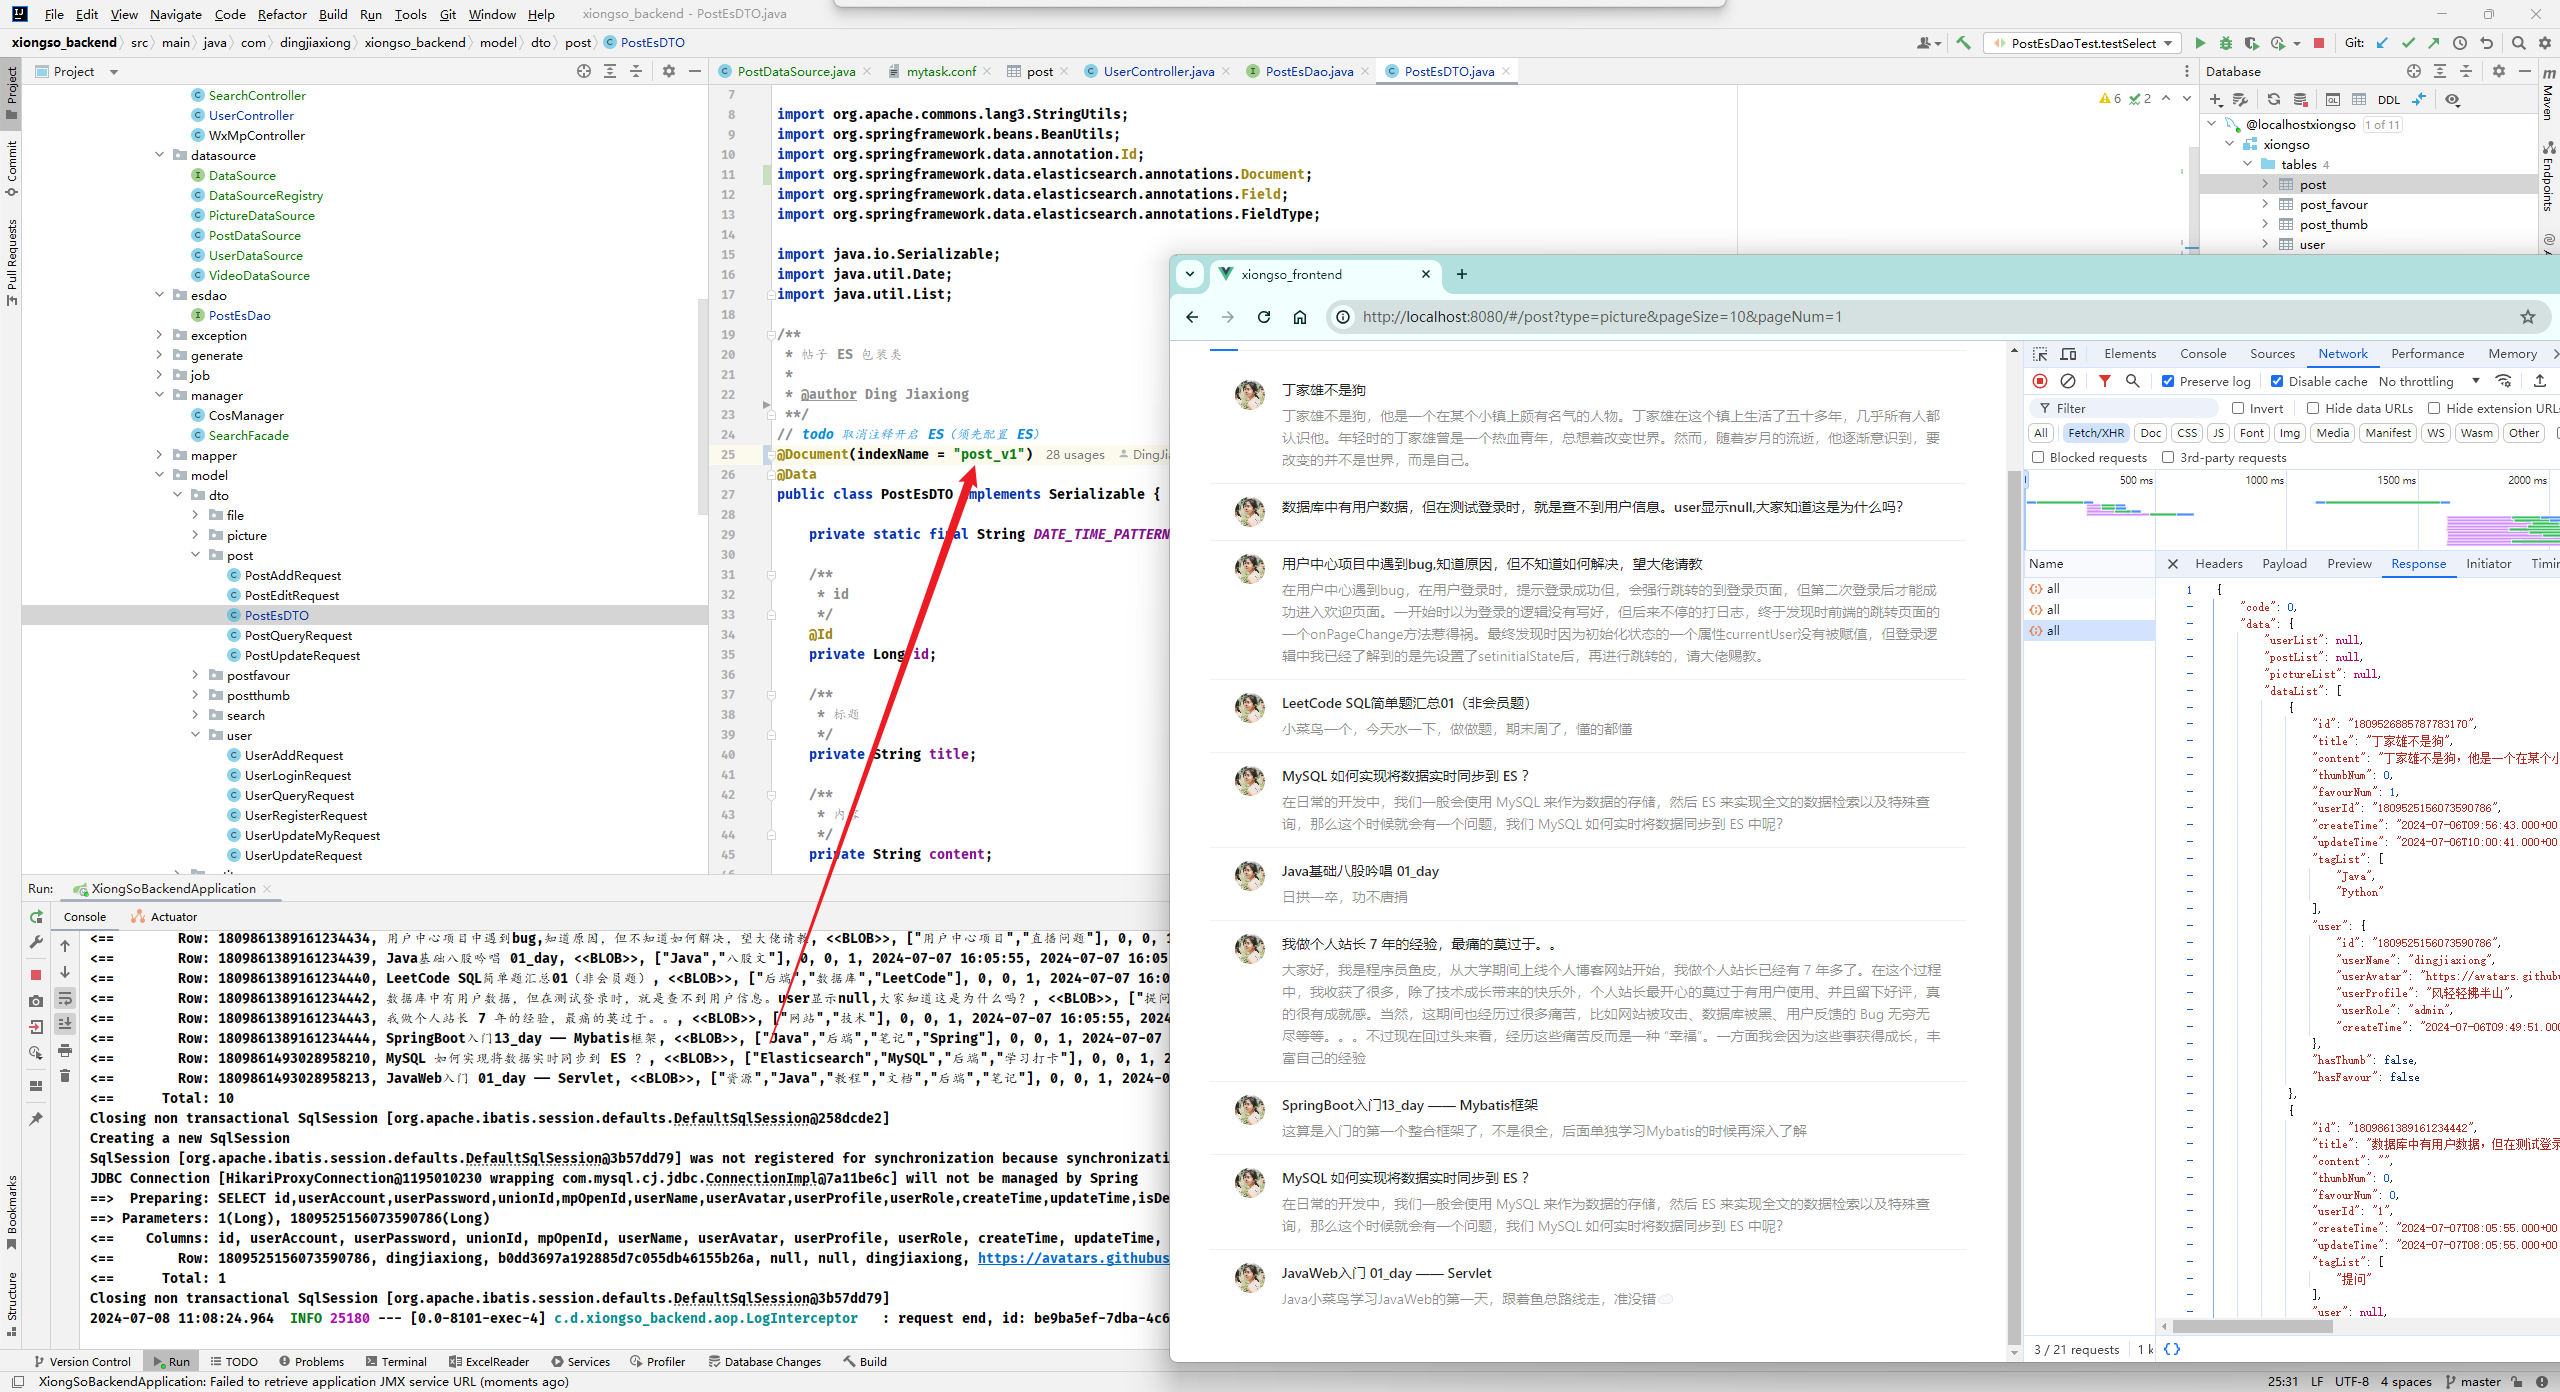 File Edit View Navigate Code Refactor Build Run Tools Git Window Help xiongso_backend - PostEsDTO.java
xiongso_backend src main java com dingjiaxiong xiongso_backend model dto post PostEsDTO
PostEsDaoTest.testSelect Git:
Project
PostDataSource.java mytask.conf post UserController.java PostEsDao.java PostEsDTO.java
Database
Project
Commit
Pull Requests
Bookmarks
Structure
Maven
Endpoints
SearchController
UserController
WxMpController
datasource
DataSource
DataSourceRegistry
PictureDataSource
PostDataSource
UserDataSource
VideoDataSource
esdao
PostEsDao
exception
generate
job
manager
CosManager
SearchFacade
mapper
model
dto
file
picture
post
PostAddRequest
PostEditRequest
PostEsDTO
PostQueryRequest
PostUpdateRequest
postfavour
postthumb
search
user
UserAddRequest
UserLoginRequest
UserQueryRequest
UserRegisterRequest
UserUpdateMyRequest
UserUpdateRequest
6 2
7
8 import org.apache.commons.lang3.StringUtils;
9 import org.springframework.beans.BeanUtils;
10 import org.springframework.data.annotation.Id;
11 import org.springframework.data.elasticsearch.annotations.Document;
12 import org.springframework.data.elasticsearch.annotations.Field;
13 import org.springframework.data.elasticsearch.annotations.FieldType;
14
15 import java.io.Serializable;
16 import java.util.Date;
17 import java.util.List;
18
19 /**
20 * 帖子 ES 包装类
21 *
22 * @author Ding Jiaxiong
23 **/
24 // todo 取消注释开启 ES（须先配置 ES）
25 @Document(indexName = "post_v1") 28 usages DingJia
26 @Data
27 public class PostEsDTO implements Serializable {
28
29 private static final String DATE_TIME_PATTERN
30
31 /**
32 * id
33 */
34 @Id
35 private Long id;
36
37 /**
38 * 标题
39 */
40 private String title;
41
42 /**
43 * 内容
44 */
45 private String content;
DDL
@localhostxiongso 1 of 11
xiongso
tables 4
post
post_favour
post_thumb
user
xiongso_frontend
http://localhost:8080/#/post?type=picture&pageSize=10&pageNum=1
丁家雄不是狗
丁家雄不是狗，他是一个在某个小镇上颇有名气的人物。丁家雄在这个镇上生活了五十多年，几乎所有人都
认识他。年轻时的丁家雄曾是一个热血青年，总想着改变世界。然而，随着岁月的流逝，他逐渐意识到，要
改变的并不是世界，而是自己。
数据库中有用户数据，但在测试登录时，就是查不到用户信息。user显示null,大家知道这是为什么吗?
用户中心项目中遇到bug,知道原因，但不知道如何解决，望大佬请教
在用户中心遇到bug，在用户登录时，提示登录成功但，会强行跳转的到登录页面，但第二次登录后才能成
功进入欢迎页面。一开始时以为登录的逻辑没有写好，但后来不停的打日志，终于发现时前端的跳转页面的
一个onPageChange方法惹得祸。最终发现时因为初始化状态的一个属性currentUser没有被赋值，但登录逻
辑中我已经了解到的是先设置了setinitialState后，再进行跳转的，请大佬赐教。
LeetCode SQL简单题汇总01（非会员题）
小菜鸟一个，今天水一下，做做题，期末周了，懂的都懂
MySQL 如何实现将数据实时同步到 ES ?
在日常的开发中，我们一般会使用 MySQL 来作为数据的存储，然后 ES 来实现全文的数据检索以及特殊查
询，那么这个时候就会有一个问题，我们 MySQL 如何实时将数据同步到 ES 中呢?
Java基础八股吟唱 01_day
日拱一卒，功不唐捐
我做个人站长 7 年的经验，最痛的莫过于。。
大家好，我是程序员鱼皮，从大学期间上线个人博客网站开始，我做个人站长已经有 7 年多了。在这个过程
中，我收获了很多，除了技术成长带来的快乐外，个人站长最开心的莫过于有用户使用、并且留下好评，真
的很有成就感。当然，这期间也经历过很多痛苦，比如网站被攻击、数据库被黑、用户反馈的 Bug 无穷无
尽等等。。。不过现在回过头来看，经历这些痛苦反而是一种 "幸福"。一方面我会因为这些事获得成长，丰
富自己的经验
SpringBoot入门13_day —— Mybatis框架
这算是入门的第一个整合框架了，不是很全，后面单独学习Mybatis的时候再深入了解
MySQL 如何实现将数据实时同步到 ES ?
在日常的开发中，我们一般会使用 MySQL 来作为数据的存储，然后 ES 来实现全文的数据检索以及特殊查
询，那么这个时候就会有一个问题，我们 MySQL 如何实时将数据同步到 ES 中呢?
JavaWeb入门 01_day —— Servlet
Java小菜鸟学习JavaWeb的第一天，跟着鱼总路线走，准没错
Elements Console Sources Network Performance Memory
Preserve log Disable cache No throttling
Filter Invert Hide data URLs Hide extension URLs
All Fetch/XHR Doc CSS JS Font Img Media Manifest WS Wasm Other
Blocked requests 3rd-party requests
500 ms 1000 ms 1500 ms 2000 ms
Name Headers Payload Preview Response Initiator Timin
all
all
all
1 {
"code": 0,
"data": {
"userList": null,
"postList": null,
"pictureList": null,
"dataList": [
{
"id": "1809526885787783170",
"title": "丁家雄不是狗",
"content": "丁家雄不是狗，他是一个在某个小
"thumbNum": 0,
"favourNum": 1,
"userId": "1809525156073590786",
"createTime": "2024-07-06T09:56:43.000+00
"updateTime": "2024-07-06T10:00:41.000+00
"tagList": [
"Java",
"Python"
],
"user": {
"id": "1809525156073590786",
"userName": "dingjiaxiong",
"userAvatar": "https://avatars.githubu
"userProfile": "风轻轻拂半山",
"userRole": "admin",
"createTime": "2024-07-06T09:49:51.000
},
"hasThumb": false,
"hasFavour": false
},
{
"id": "1809861389161234442",
"title": "数据库中有用户数据，但在测试登录
"content": "",
"thumbNum": 0,
"favourNum": 0,
"userId": "1",
"createTime": "2024-07-07T08:05:55.000+00
"updateTime": "2024-07-07T08:05:55.000+00
"tagList": [
"提问"
],
"user": null,
3 / 21 requests 1 k {}
Run: XiongSoBackendApplication
Console Actuator
<== Row: 1809861389161234434, 用户中心项目中遇到bug,知道原因，但不知道如何解决，望大佬请教, <<BLOB>>, ["用户中心项目","直播问题"], 0, 0, 1
<== Row: 1809861389161234439, Java基础八股吟唱 01_day, <<BLOB>>, ["Java","八股文"], 0, 0, 1, 2024-07-07 16:05:55, 2024-07-07 16:05
<== Row: 1809861389161234440, LeetCode SQL简单题汇总01（非会员题）, <<BLOB>>, ["后端","数据库","LeetCode"], 0, 0, 1, 2024-07-07 16:0
<== Row: 1809861389161234442, 数据库中有用户数据，但在测试登录时，就是查不到用户信息。user显示null,大家知道这是为什么吗？, <<BLOB>>, ["提问
<== Row: 1809861389161234443, 我做个人站长 7 年的经验，最痛的莫过于。。, <<BLOB>>, ["网站","技术"], 0, 0, 1, 2024-07-07 16:05:55, 2024
<== Row: 1809861389161234444, SpringBoot入门13_day —— Mybatis框架, <<BLOB>>, ["Java","后端","笔记","Spring"], 0, 0, 1, 2024-07-07
<== Row: 1809861493028958210, MySQL 如何实现将数据实时同步到 ES ？, <<BLOB>>, ["Elasticsearch","MySQL","后端","学习打卡"], 0, 0, 1, 2
<== Row: 1809861493028958213, JavaWeb入门 01_day —— Servlet, <<BLOB>>, ["资源","Java","教程","文档","后端","笔记"], 0, 0, 1, 2024-0
<== Total: 10
Closing non transactional SqlSession [org.apache.ibatis.session.defaults.DefaultSqlSession@258dcde2]
Creating a new SqlSession
SqlSession [org.apache.ibatis.session.defaults.DefaultSqlSession@3b57dd79] was not registered for synchronization because synchronizati
JDBC Connection [HikariProxyConnection@1195010230 wrapping com.mysql.cj.jdbc.ConnectionImpl@7a11be6c] will not be managed by Spring
==> Preparing: SELECT id,userAccount,userPassword,unionId,mpOpenId,userName,userAvatar,userProfile,userRole,createTime,updateTime,isDe
==> Parameters: 1(Long), 1809525156073590786(Long)
<== Columns: id, userAccount, userPassword, unionId, mpOpenId, userName, userAvatar, userProfile, userRole, createTime, updateTime,
<== Row: 1809525156073590786, dingjiaxiong, b0dd3697a192885d7c055db46155b26a, null, null, dingjiaxiong, https://avatars.githubus
<== Total: 1
Closing non transactional SqlSession [org.apache.ibatis.session.defaults.DefaultSqlSession@3b57dd79]
2024-07-08 11:08:24.964 INFO 25180 --- [0.0-8101-exec-4] c.d.xiongso_backend.aop.LogInterceptor : request end, id: be9ba5ef-7dba-4c6
Version Control Run TODO Problems Terminal ExcelReader Services Profiler Database Changes Build
XiongSoBackendApplication: Failed to retrieve application JMX service URL (moments ago)
25:31 LF UTF-8 4 spaces master